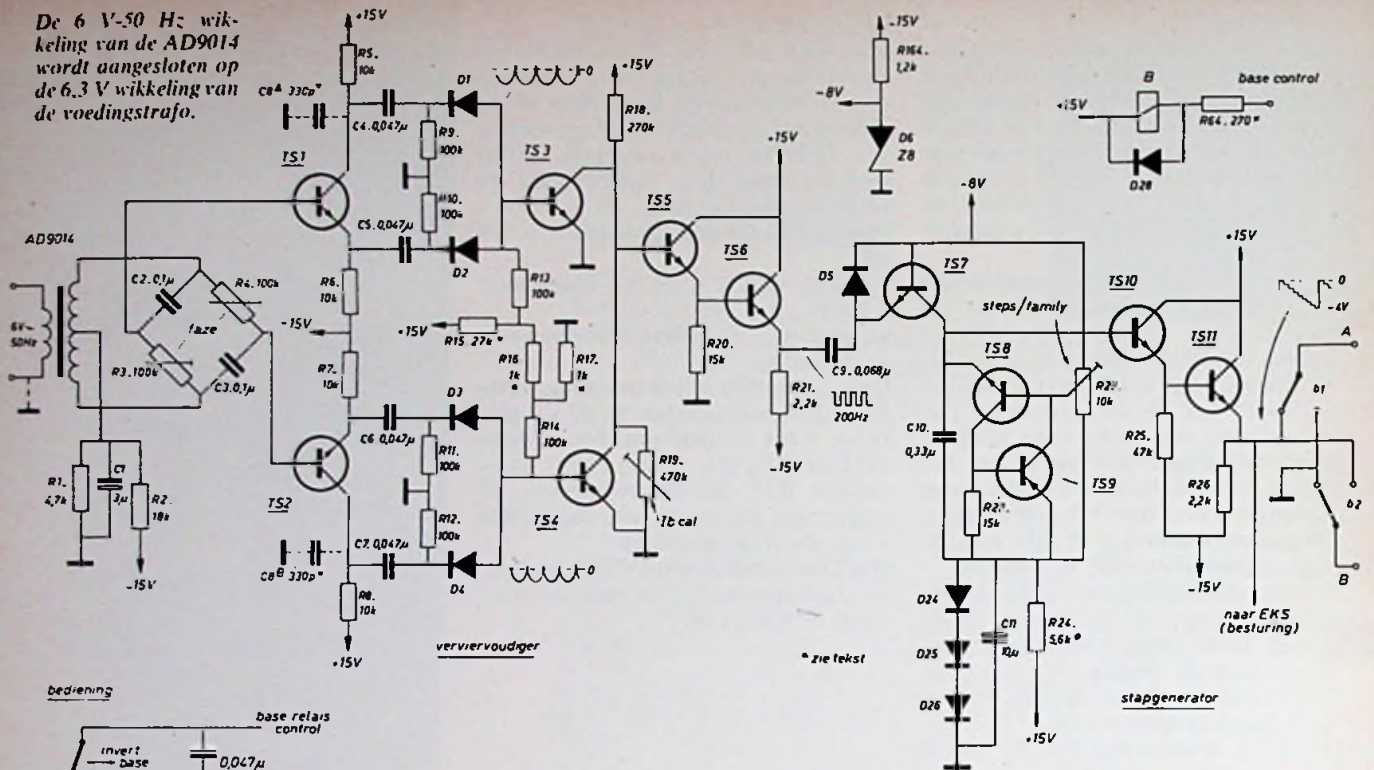 De 6 V-50 Hz wik-
keling van de AD9014
wordt aangesloten op
de 6.3 V wikkeling van
de voedingstrafo.
+15V
R5.
10k
C8ᴬ 330p*
C4. 0,047µ
D1
R9.
100k
R10.
100k
TS1
C5. 0,047µ
D2
AD9014
6V~
50Hz
C2. 0,1µ
R4. 100k
faze
R3. 100k
C3. 0,1µ
R6.
10k
-15V
R7.
10k
R1.
4,7k
C1
3µ
R2.
18k
-15V
TS2
C6. 0,047µ
D3
R11.
100k
R12.
100k
C7. 0,047µ
D4
C8ᴮ 330p*
R8.
10k
+15V
0
TS3
+15V
R18.
270k
R13.
100k
+15V
R15. 27k*
R16
1k
*
R17.
1k
*
R14.
100k
TS4
R19.
470k
Ib cal
0
verviervoudiger
TS5
R20.
15k
TS6
+15V
R21.
2,2k
-15V
C9. 0,068µ
200Hz
-15V
R164.
1,2k
-8V
D6
Z8
B
base control
+15V
R64. 270*
D28
-8V
D5
TS7
steps/family
TS8
10k
C10.
0,33µ
TS9
15k
D24
D25
D26
C11
10µ
R24.
5,6k*
+15V
TS10
+15V
TS11
R25.
47k
R26
2,2k
-15V
0
-4V
A
b1
b2
B
naar EKS
(besturing)
* zie tekst
stapgenerator
bediening
base relais
control
invert
base
0,047µ